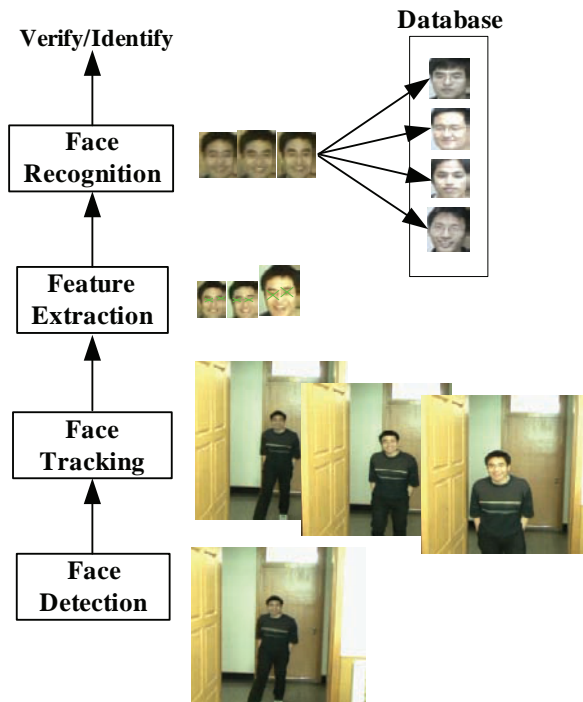 Database
Verify/Identify
Face
Recognition
Feature
Extraction
Face
Tracking
Face
Detection